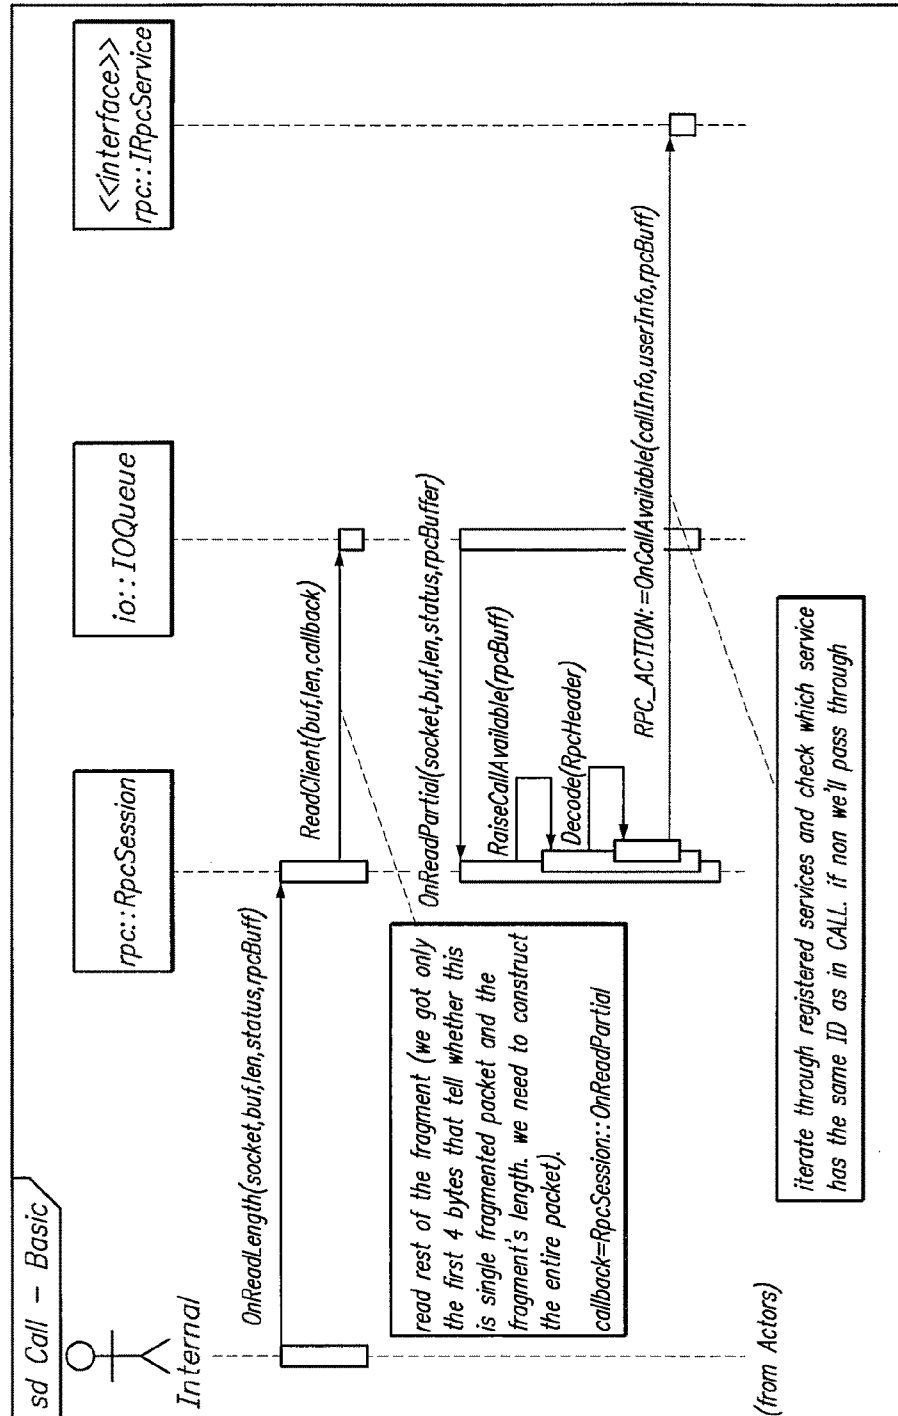 sd Call – Basic
Internal
rpc::RpcSession
io::IOQueue
<<interface>>
rpc::IRpcService
OnReadLength(socket,buf,len,status,rpcBuff)
ReadClient(buf,len,callback)
read rest of the fragment (we got only
the first 4 bytes that tell whether this
is single fragmented packet and the
fragment's length. we need to construct
the entire packet).
callback=RpcSession::OnReadPartial
OnReadPartial(socket,buf,len,status,rpcBuffer)
RaiseCallAvailable(rpcBuff)
Decode(RpcHeader)
RPC_ACTION:=OnCallAvailable(callInfo,userInfo,rpcBuff)
iterate through registered services and check which service
has the same ID as in CALL. if non we'll pass through
(from Actors)